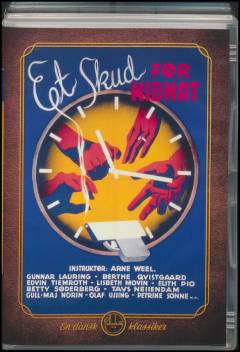 Et Skud
FØR
MIDNAT
INSTRUKTØR: ARNE WEEL.
GUNNAR LAURING - BERTHE QVISTGAARD
EDVIN TIEMROTH - LISBETH MOVIN - ELITH PIO
BETTY SÖDERBERG - TAVS NEIIENDAM
GULL-MAJ NORIN - OLAF UJJING - PETRINE SONNE
En dansk klassiker